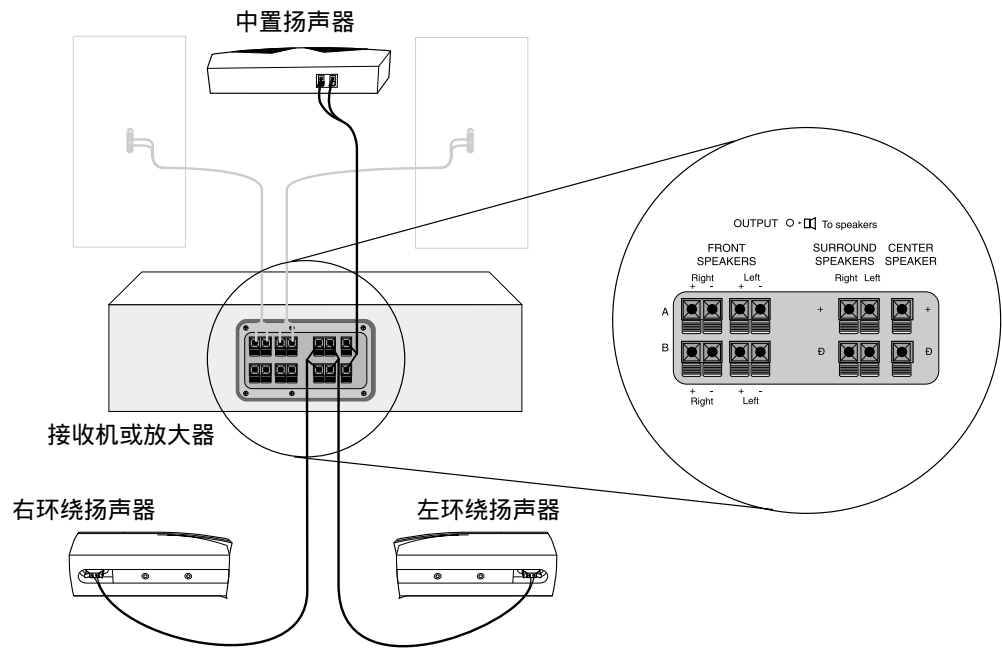 中置扬声器
OUTPUT To speakers
FRONT SPEAKERS
SURROUND SPEAKERS
CENTER SPEAKER
Right Left
+ - + -
Right Left
A + +
B Đ Đ
+ - + -
Right Left
接收机或放大器
右环绕扬声器
左环绕扬声器